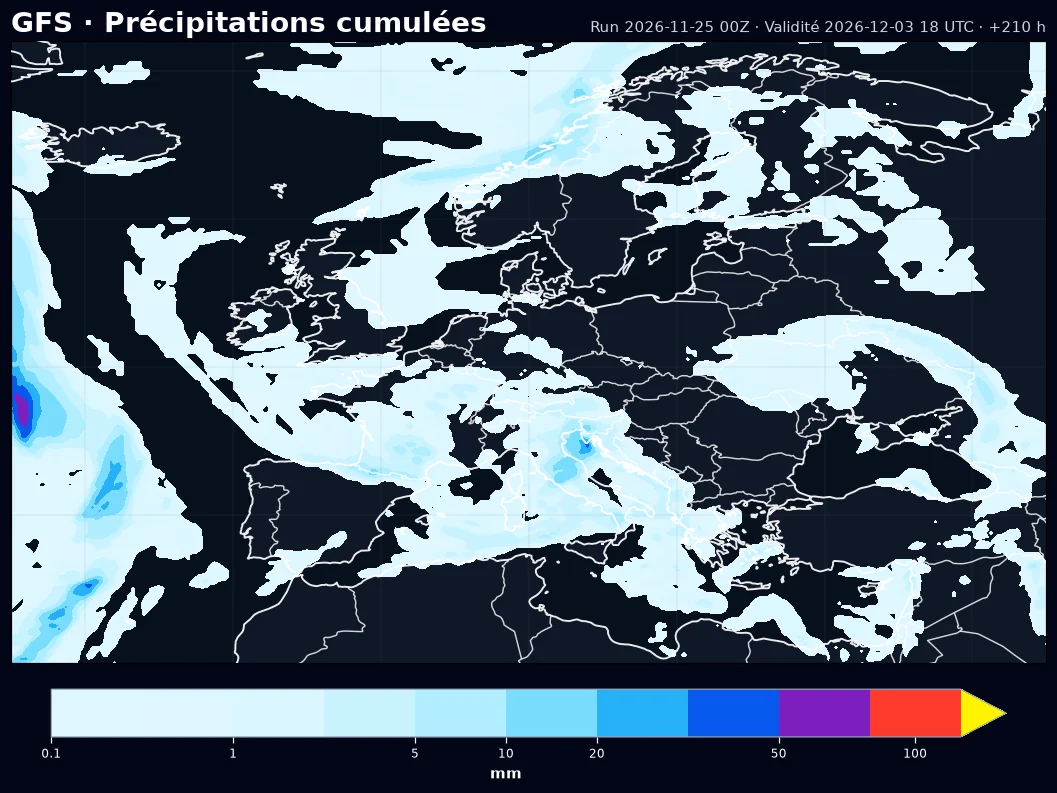 GFS · Précipitations cumulées
Run 2026-11-25 00Z · Validité 2026-12-03 18 UTC · +210 h
0.1 1 5 10 20 50 100
mm